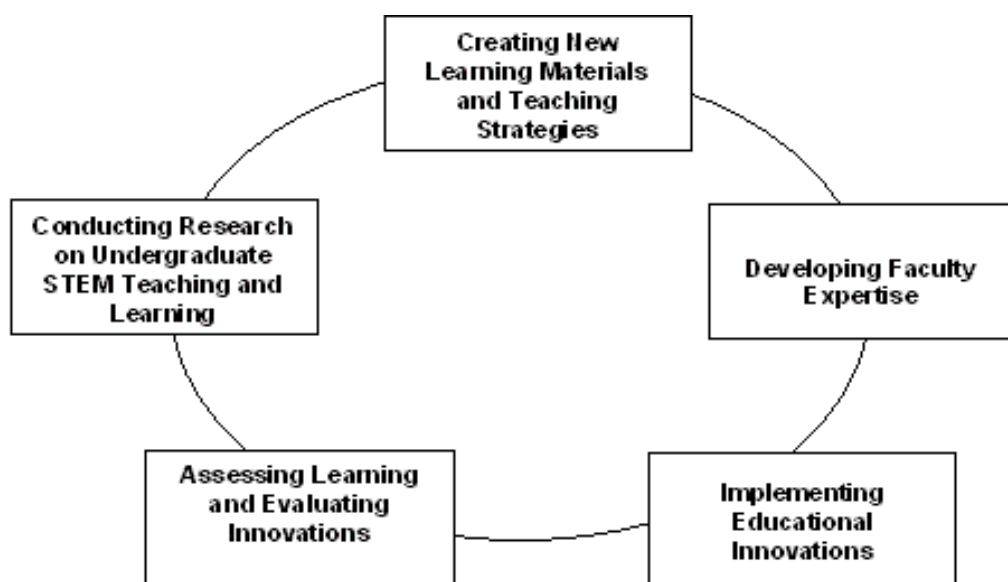 Creating New
Learning Materials
and Teaching
Strategies
Conducting Research
on Undergraduate
STEM Teaching and
Learning
Developing Faculty
Expertise
Assessing Learning
and Evaluating
Innovations
Implementing
Educational
Innovations